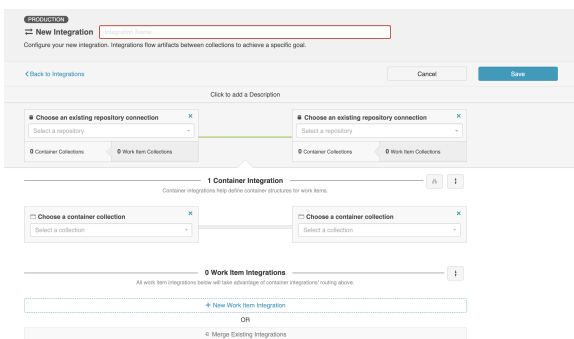 PRODUCTION
New Integration Integration Name
Configure your new integration. Integrations flow artifacts between collections to achieve a specific goal.
Back to Integrations Cancel Save
Click to add a Description
Choose an existing repository connection × Choose an existing repository connection ×
Select a repository Select a repository
0 Container Collections 0 Work Item Collections 0 Container Collections 0 Work Item Collections
1 Container Integration
Container integrations help define container structures for work items.
Choose a container collection × Choose a container collection ×
Select a collection Select a collection
0 Work Item Integrations
All work item integrations below will take advantage of container integrations' routing above.
+ New Work Item Integration
OR
Merge Existing Integrations